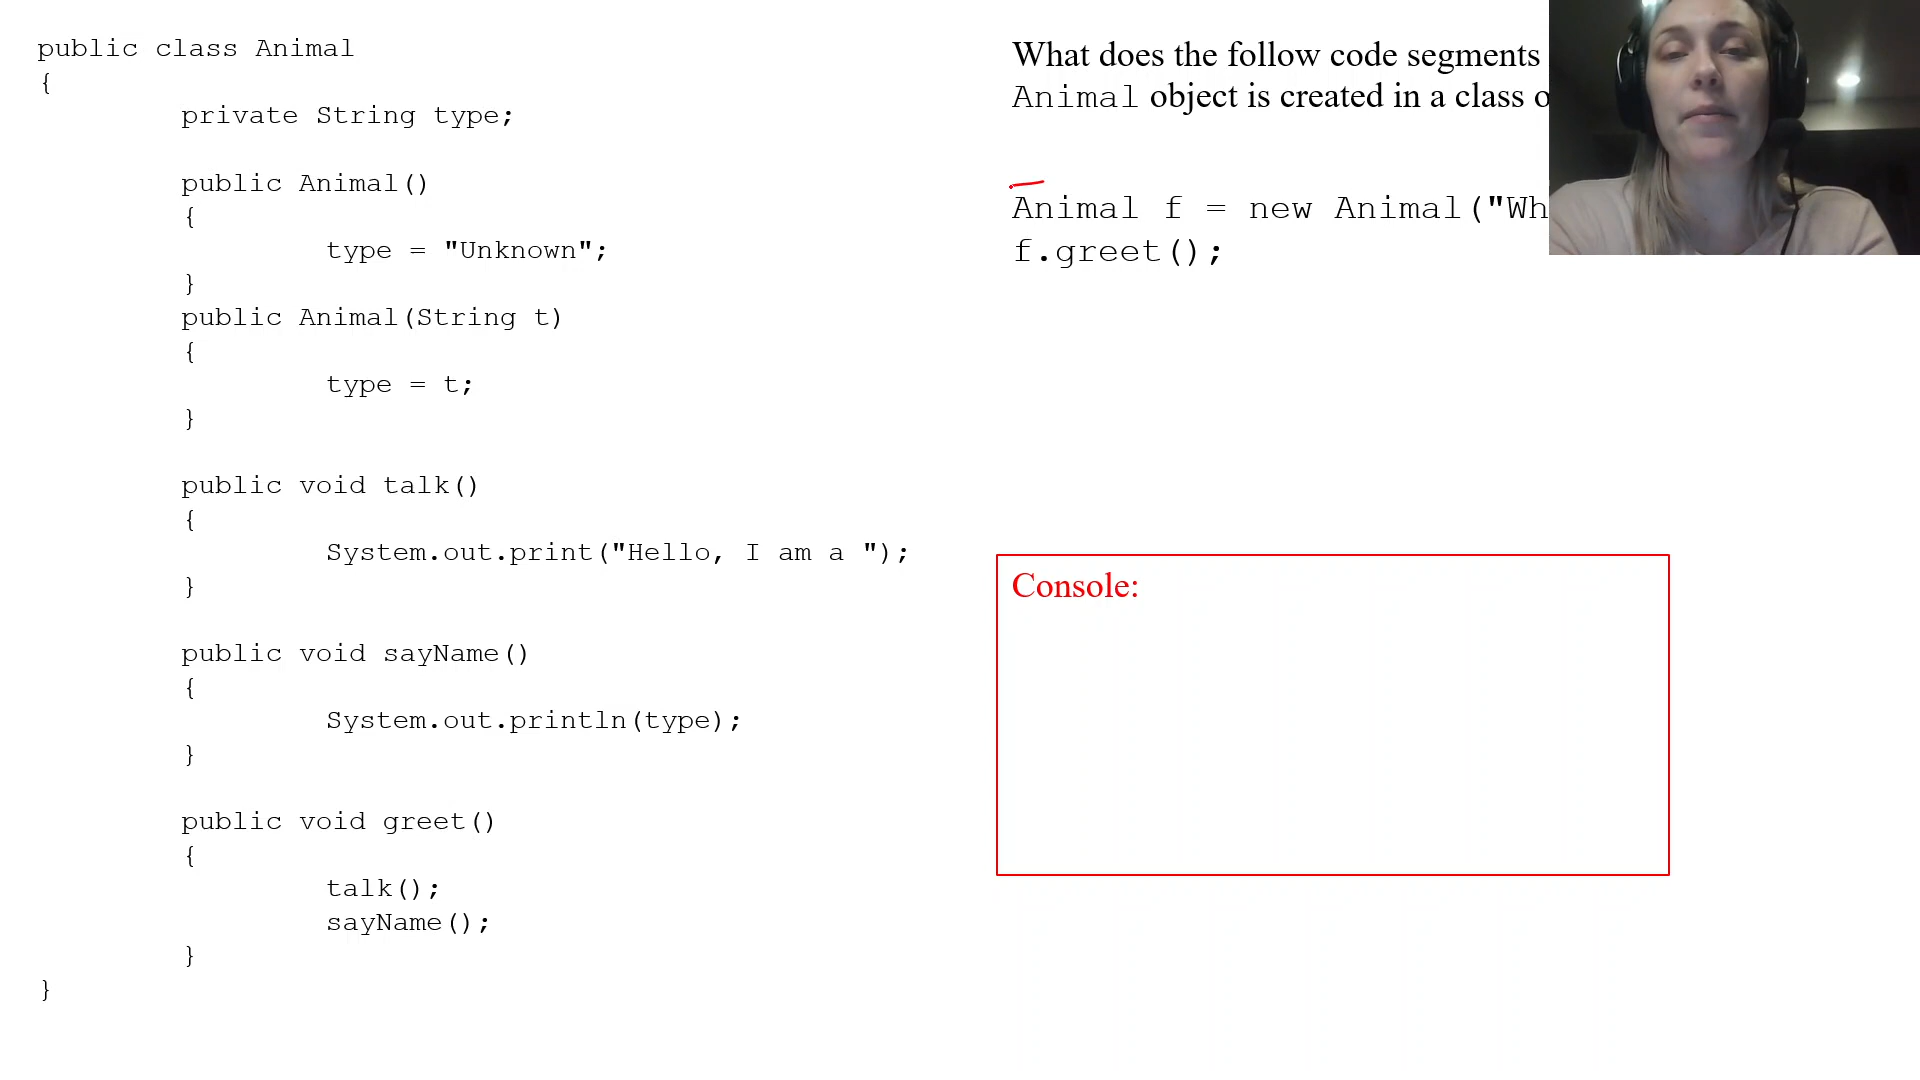 public class Animal
{
private String type;
public Animal()
{
type = "Unknown";
}
public Animal(String t)
{
type = t;
}
public void talk()
{
System.out.print("Hello, I am a ");
}
public void sayName()
{
System.out.println(type);
}
public void greet()
{
talk();
sayName();
}
}
What does the follow code segments
Animal object is created in a class
Animal f = new Animal("Wh
f.greet();
Console: